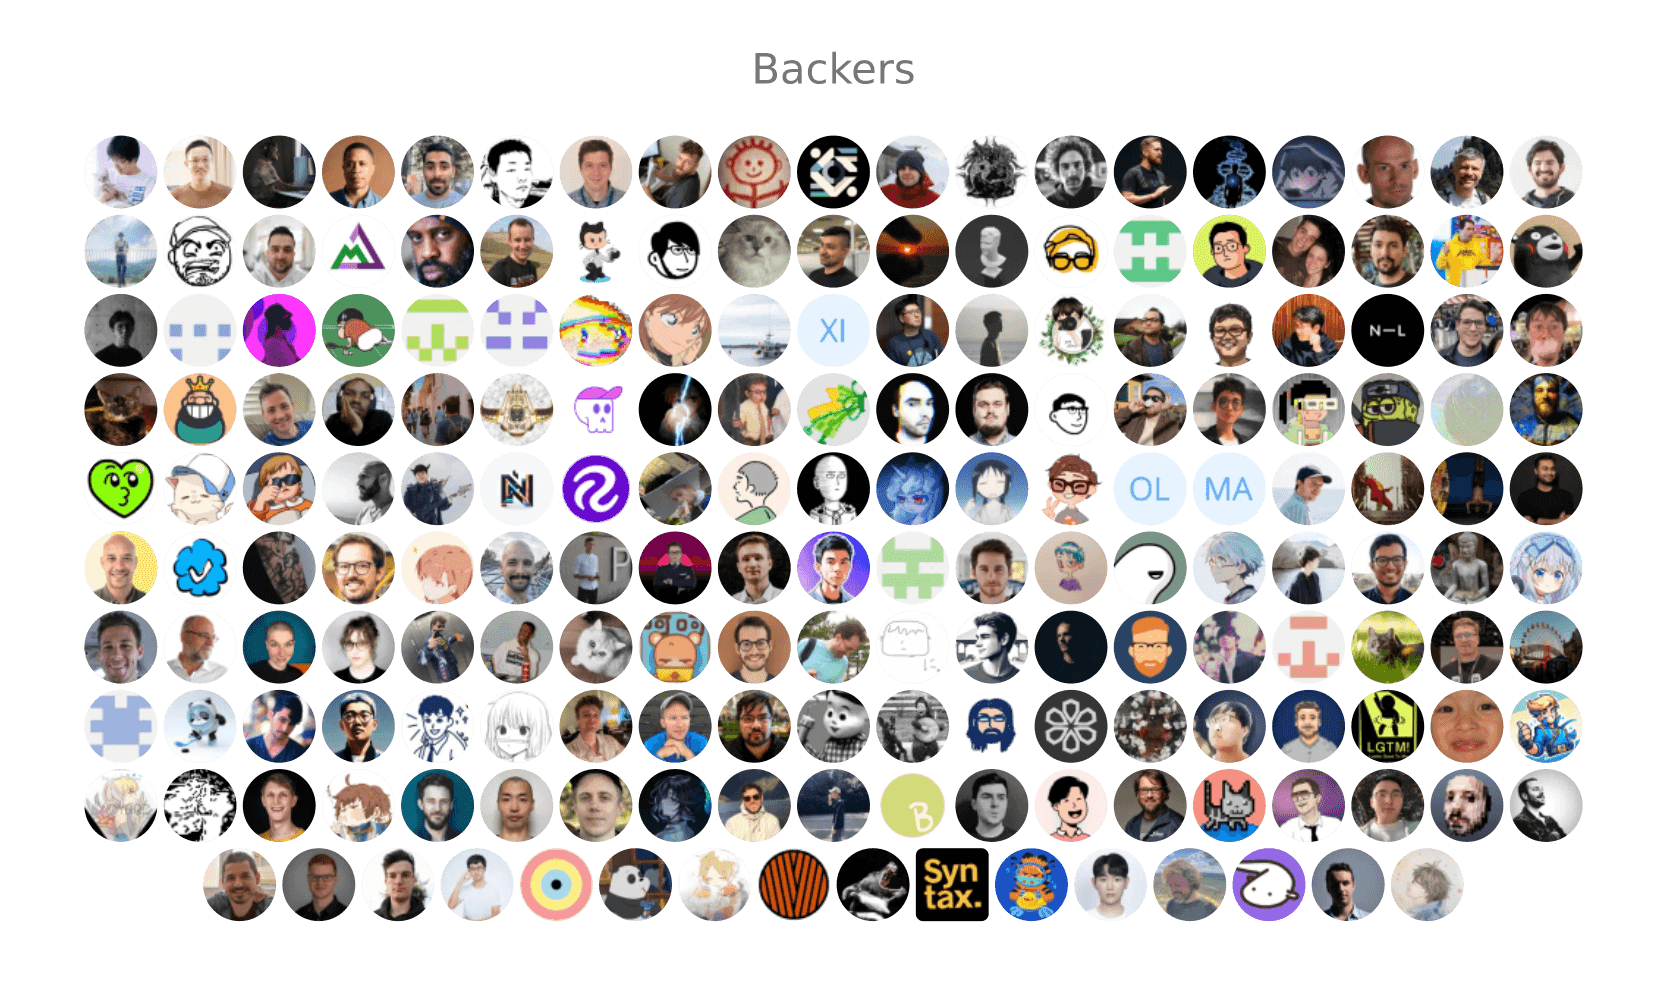 Backers
XI
N—L
OL
MA
P
LGTM!
B
Syn
tax.